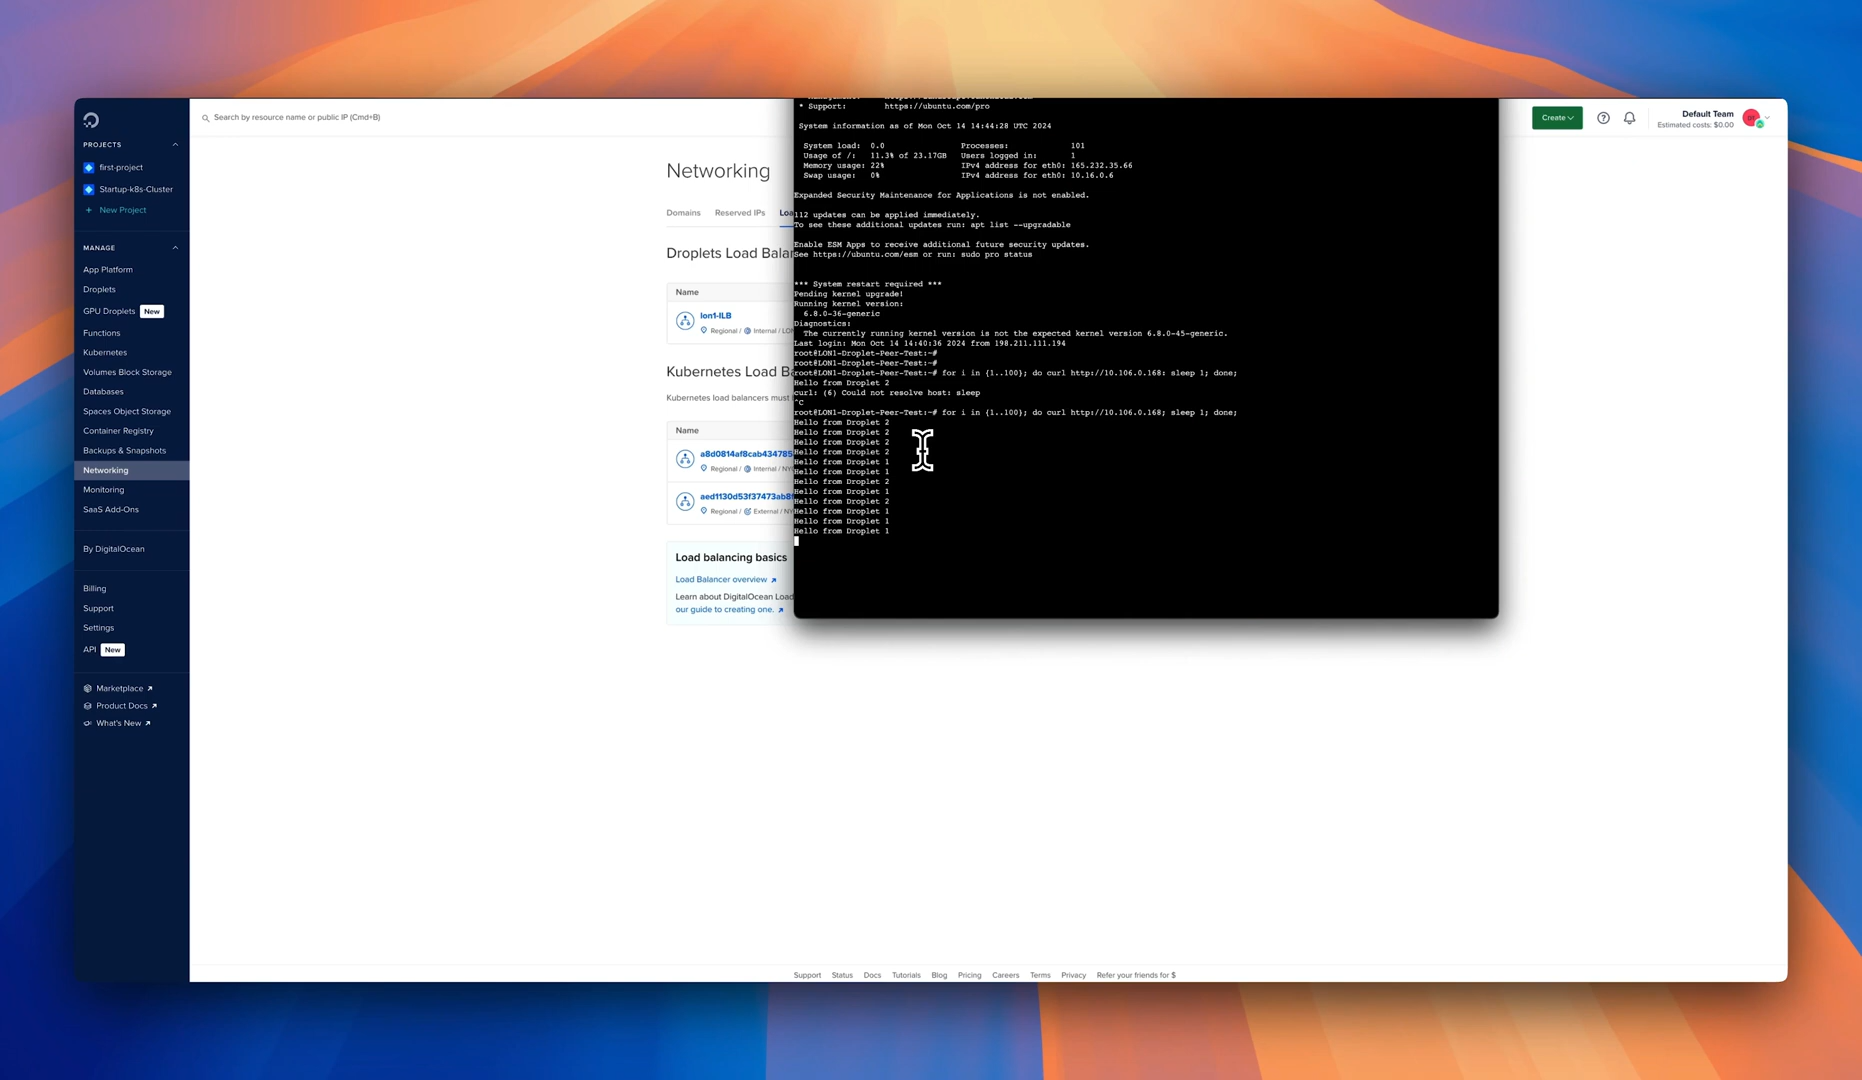 Search by resource name or public IP (Cmd+B)
Create
Default Team
Estimated costs: $0.00
PROJECTS
first-project
Startup-k8s-Cluster
+ New Project
MANAGE
App Platform
Droplets
GPU Droplets New
Functions
Kubernetes
Volumes Block Storage
Databases
Spaces Object Storage
Container Registry
Backups & Snapshots
Networking
Monitoring
SaaS Add-Ons
By DigitalOcean
Billing
Support
Settings
API New
Marketplace
Product Docs
What's New
Networking
Domains Reserved IPs Loa
Droplets Load Balan
Name
lon1-ILB
Regional / Internal / LON
Kubernetes Load B
Kubernetes load balancers must
Name
a8d0814af8cab434785
Regional / Internal / NY
aed1130d53f37473ab8
Regional / External / NY
Load balancing basics
Load Balancer overview
Learn about DigitalOcean Load
our guide to creating one.
* Support: https://ubuntu.com/pro
System information as of Mon Oct 14 14:44:28 UTC 2024
System load: 0.0 Processes: 101
Usage of /: 11.3% of 23.17GB Users logged in: 1
Memory usage: 22% IPv4 address for eth0: 165.232.35.66
Swap usage: 0% IPv4 address for eth0: 10.16.0.6
Expanded Security Maintenance for Applications is not enabled.
112 updates can be applied immediately.
To see these additional updates run: apt list --upgradable
Enable ESM Apps to receive additional future security updates.
See https://ubuntu.com/esm or run: sudo pro status
*** System restart required ***
Pending kernel upgrade!
Running kernel version:
6.8.0-36-generic
Diagnostics:
The currently running kernel version is not the expected kernel version 6.8.0-45-generic.
Last login: Mon Oct 14 14:40:36 2024 from 198.211.111.194
root@LON1-Droplet-Peer-Test:~#
root@LON1-Droplet-Peer-Test:~#
root@LON1-Droplet-Peer-Test:~# for i in {1..100}; do curl http://10.106.0.168: sleep 1; done;
Hello from Droplet 2
curl: (6) Could not resolve host: sleep
^C
root@LON1-Droplet-Peer-Test:~# for i in {1..100}; do curl http://10.106.0.168; sleep 1; done;
Hello from Droplet 2
Hello from Droplet 2
Hello from Droplet 2
Hello from Droplet 2
Hello from Droplet 1
Hello from Droplet 1
Hello from Droplet 2
Hello from Droplet 1
Hello from Droplet 2
Hello from Droplet 1
Hello from Droplet 1
Hello from Droplet 1
Support Status Docs Tutorials Blog Pricing Careers Terms Privacy Refer your friends for $